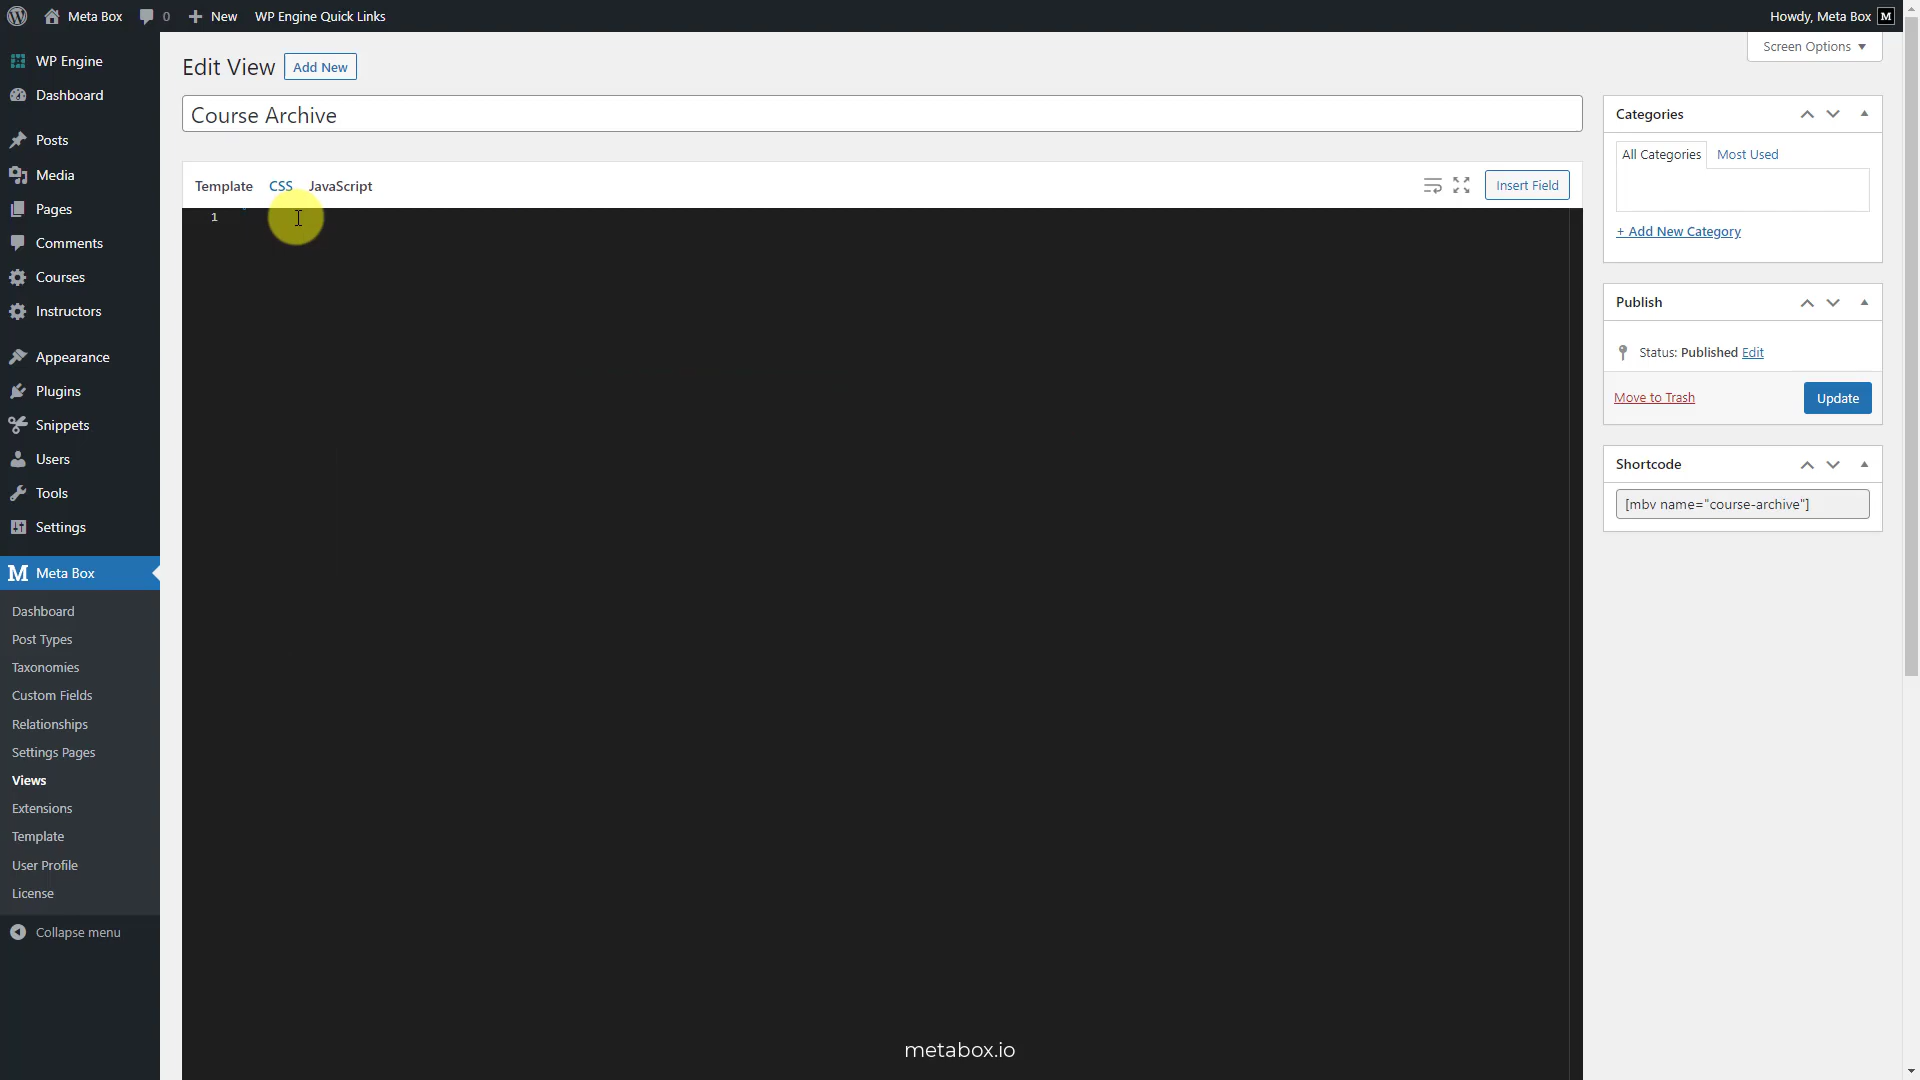 Meta Box
0
New
WP Engine Quick Links
Howdy, Meta Box
M
Screen Options
WP Engine
Dashboard
Posts
Media
Pages
Comments
Courses
Instructors
Appearance
Plugins
Snippets
Users
Tools
Settings
M Meta Box
Dashboard
Post Types
Taxonomies
Custom Fields
Relationships
Settings Pages
Views
Extensions
Template
User Profile
License
Collapse menu
Edit View
Add New
Course Archive
Template
CSS
JavaScript
Insert Field
1
Categories
All Categories
Most Used
+ Add New Category
Publish
Status: Published Edit
Move to Trash
Update
Shortcode
[mbv name="course-archive"]
metabox.io